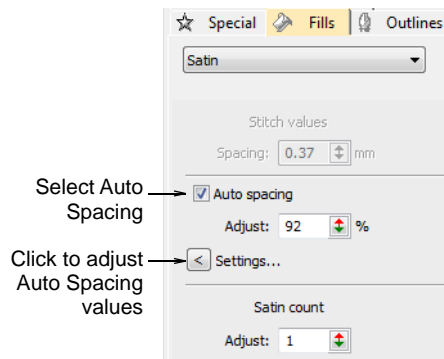 Special Fills Outlines
Satin
Stitch values
Spacing: 0.37 mm
Select Auto
Spacing
Auto spacing
Adjust: 92 %
Click to adjust
Auto Spacing
values
< Settings...
Satin count
Adjust: 1